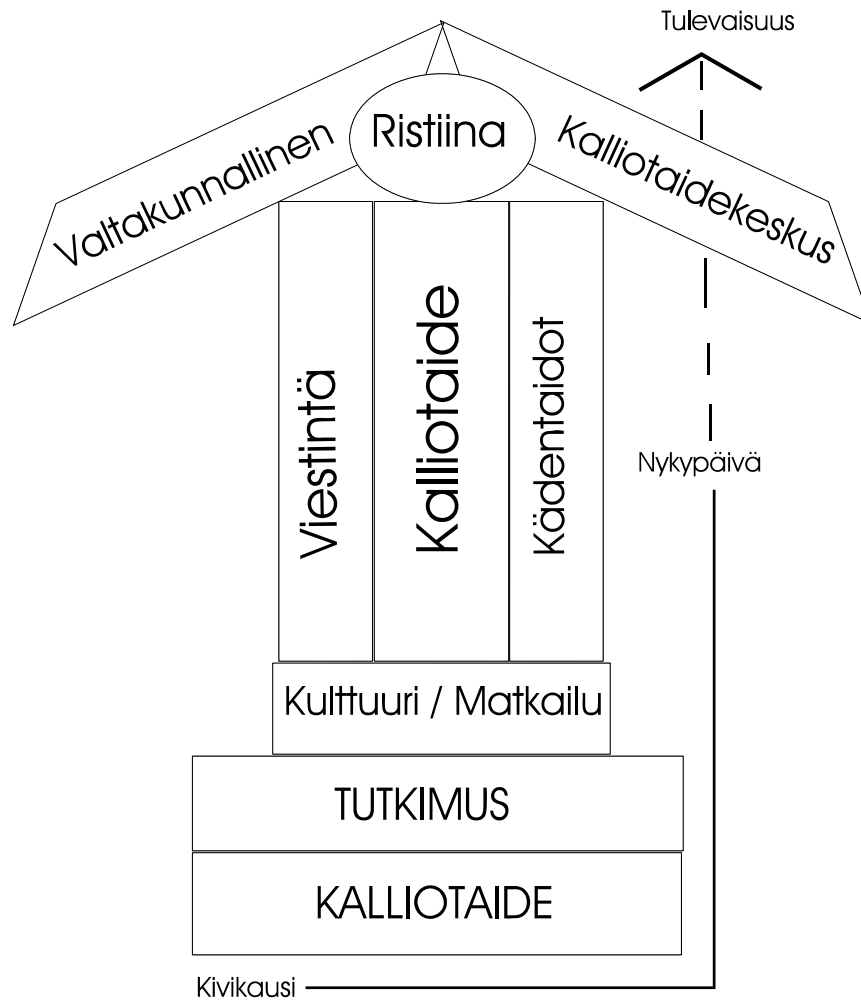 Tulevaisuus
Valtakunnallinen
Ristiina
Kalliotaidekeskus
Viestintä
Kalliotaide
Kädentaidot
Nykypäivä
Kulttuuri / Matkailu
TUTKIMUS
KALLIOTAIDE
Kivikausi